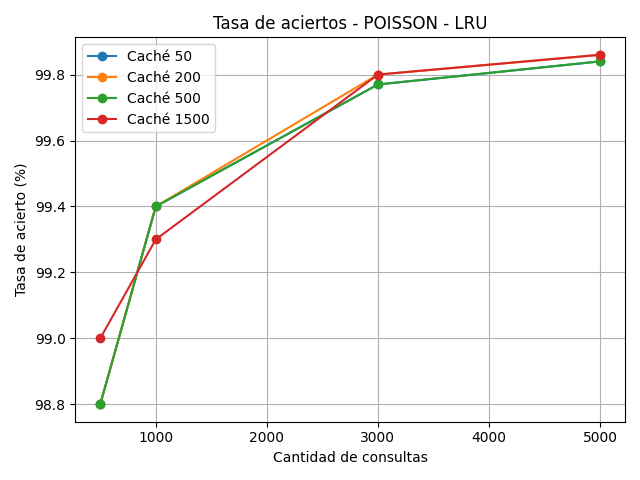 Tasa de aciertos - POISSON - LRU
Caché 50
Caché 200
Caché 500
Caché 1500
Tasa de acierto (%)
99.8
99.6
99.4
99.2
99.0
98.8
1000 2000 3000 4000 5000
Cantidad de consultas